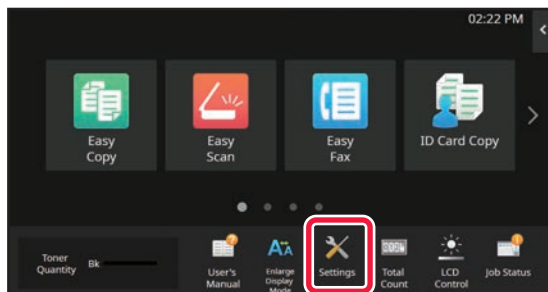 02:22 PM
Easy
Copy
Easy
Scan
Easy
Fax
ID Card Copy
Toner
Quantity
Bk
User's
Manual
Enlarge
Display
Mode
Settings
Total
Count
LCD
Control
Job Status